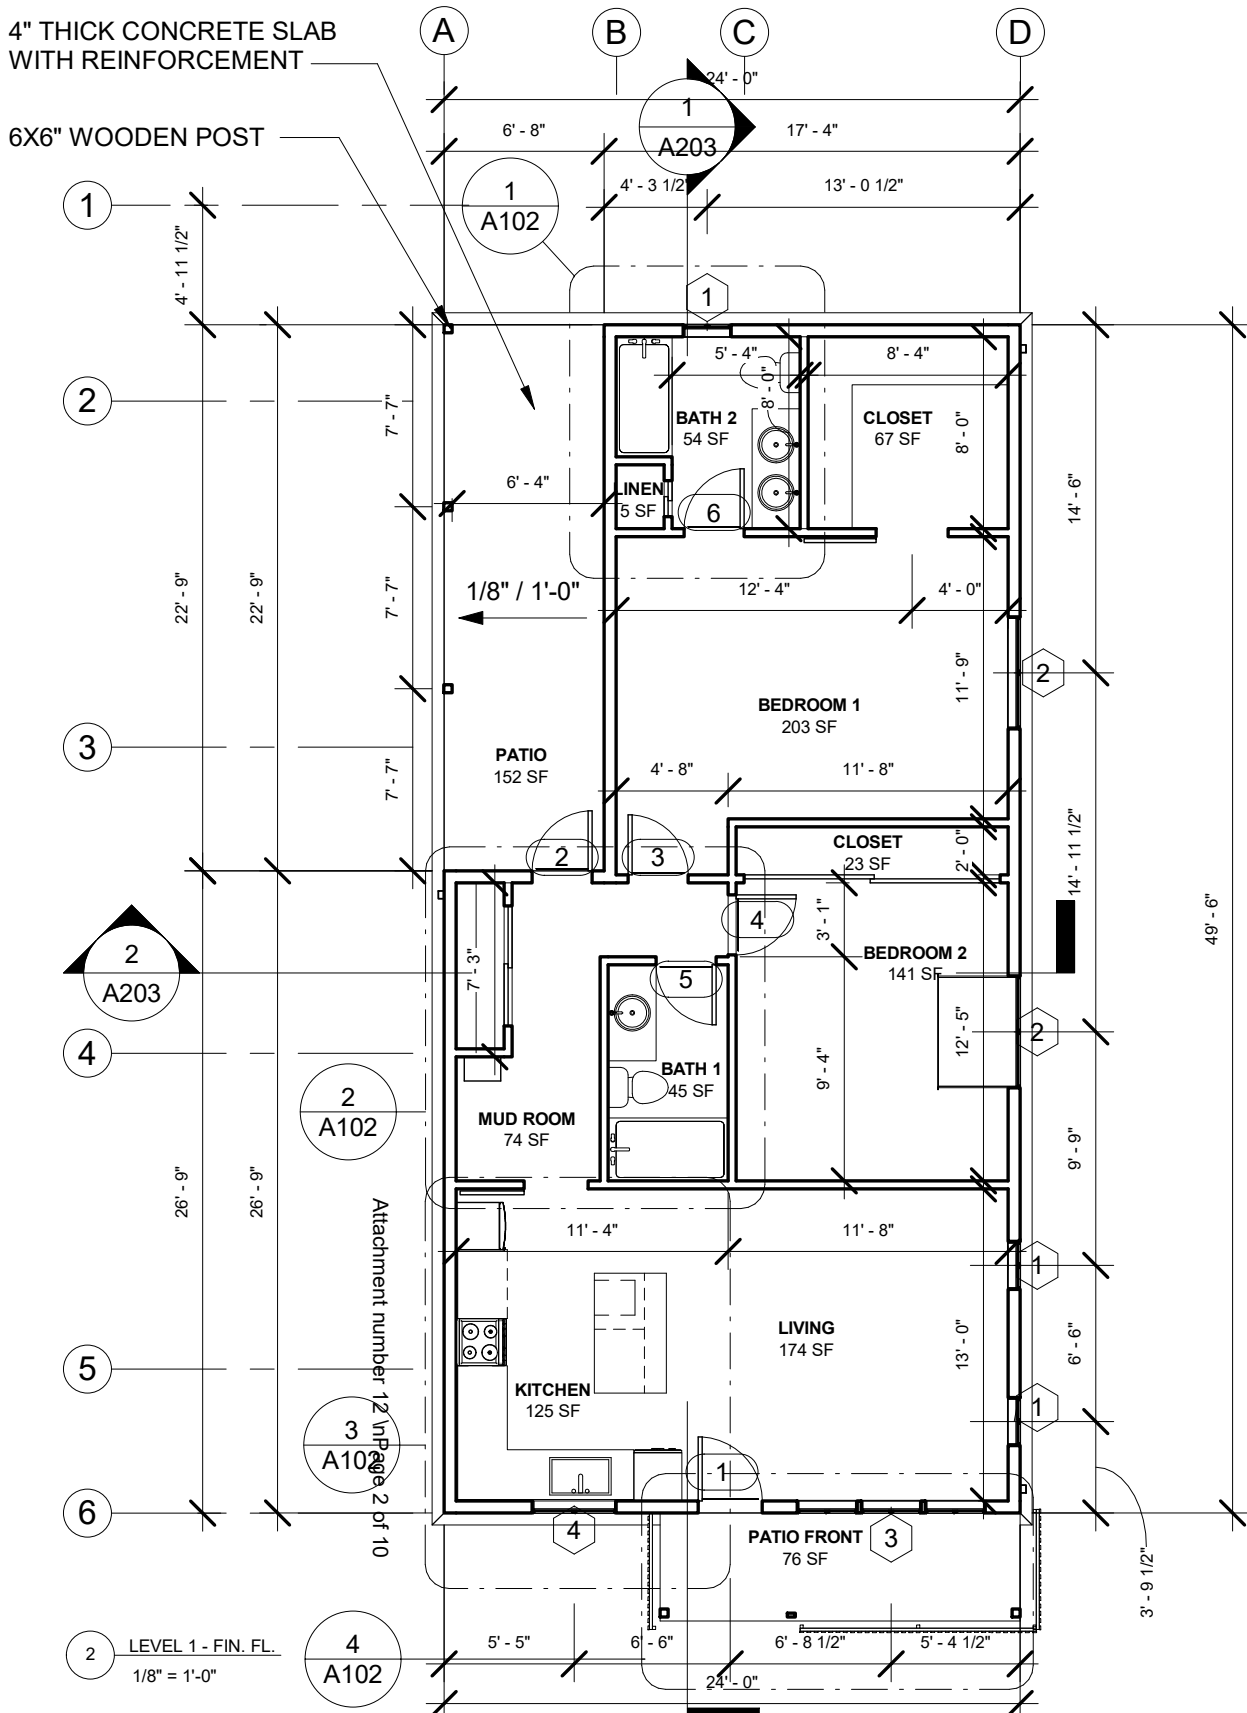 4" THICK CONCRETE SLAB
WITH REINFORCEMENT
6X6" WOODEN POST
A
B
C
D
24' - 0"
1
A203
6' - 8"
17' - 4"
4' - 3 1/2"
13' - 0 1/2"
1
A102
1
4' - 11 1/2"
1
2
5' - 4"
8' - 4"
8' - 0"
BATH 2
54 SF
CLOSET
67 SF
8' - 0"
7' - 7"
6' - 4"
LINEN
5 SF
6
14' - 6"
22' - 9"
22' - 9"
7' - 7"
1/8" / 1'-0"
12' - 4"
4' - 0"
11' - 9"
2
BEDROOM 1
203 SF
3
PATIO
152 SF
7' - 7"
4' - 8"
11' - 8"
2
3
CLOSET
23 SF
2' - 0"
14' - 11 1/2"
49' - 6"
4
3' - 1"
BEDROOM 2
141 SF
2
A203
7' - 3"
5
12' - 5"
2
4
BATH 1
45 SF
9' - 4"
2
A102
MUD ROOM
74 SF
9' - 9"
26' - 9"
26' - 9"
11' - 4"
11' - 8"
1
LIVING
174 SF
13' - 0"
6' - 6"
5
KITCHEN
125 SF
1
3
A102
Attachment number 12 \nPage 2 of 10
1
6
4
PATIO FRONT
76 SF
3
3' - 9 1/2"
2
LEVEL 1 - FIN. FL.
1/8" = 1'-0"
4
A102
5' - 5"
6' - 6"
6' - 8 1/2"
5' - 4 1/2"
24' - 0"